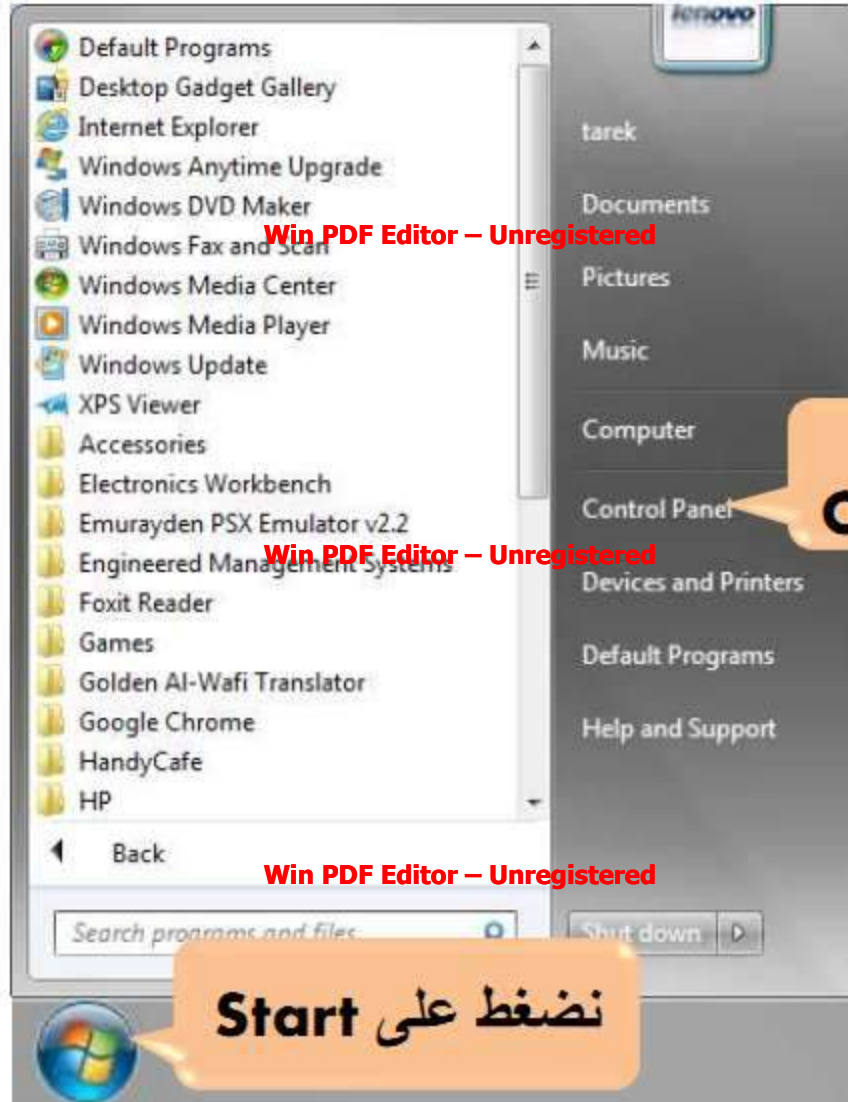 lenovo
Default Programs
Desktop Gadget Gallery
Internet Explorer
Windows Anytime Upgrade
Windows DVD Maker
Windows Fax and Scan
Windows Media Center
Windows Media Player
Windows Update
XPS Viewer
Accessories
Electronics Workbench
Emurayden PSX Emulator v2.2
Engineered Management Systems
Foxit Reader
Games
Golden Al-Wafi Translator
Google Chrome
HandyCafe
HP
Back
Search programs and files
tarek
Documents
Pictures
Music
Computer
Control Panel
Devices and Printers
Default Programs
Help and Support
Shut down
Win PDF Editor – Unregistered
Win PDF Editor – Unregistered
Win PDF Editor – Unregistered
نضغط على Start